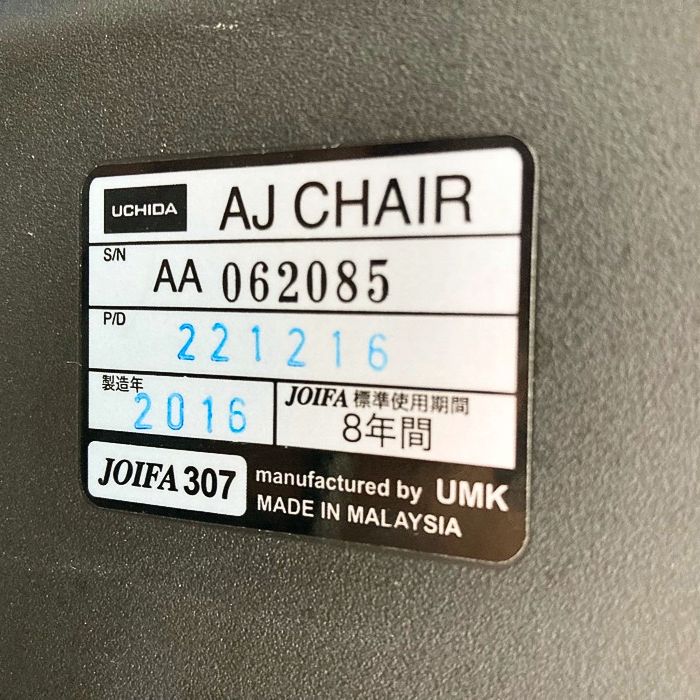 UCHIDA AJ CHAIR
S/N
AA 062085
P/D
221216
製造年
2016
JOIFA 標準使用期間
8年間
JOIFA 307
manufactured by UMK
MADE IN MALAYSIA